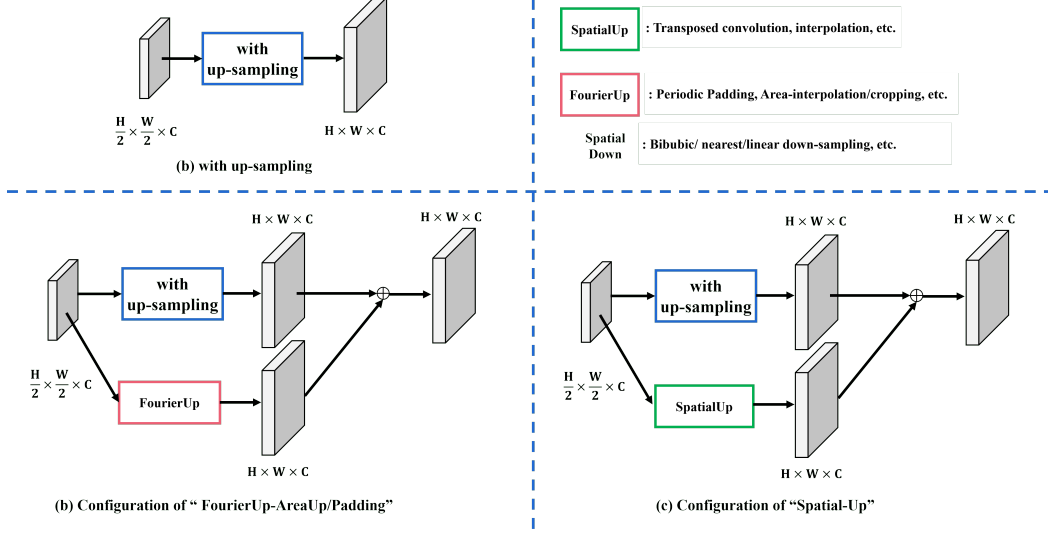 with
up-sampling
H/2 × W/2 × C
H × W × C
(b) with up-sampling
SpatialUp : Transposed convolution, interpolation, etc.
FourierUp : Periodic Padding, Area-interpolation/cropping, etc.
Spatial
Down : Bibubic/ nearest/linear down-sampling, etc.
H × W × C
H × W × C
with
up-sampling
H/2 × W/2 × C
FourierUp
H × W × C
(b) Configuration of “ FourierUp-AreaUp/Padding”
H × W × C
H × W × C
with
up-sampling
H/2 × W/2 × C
SpatialUp
H × W × C
(c) Configuration of “Spatial-Up”